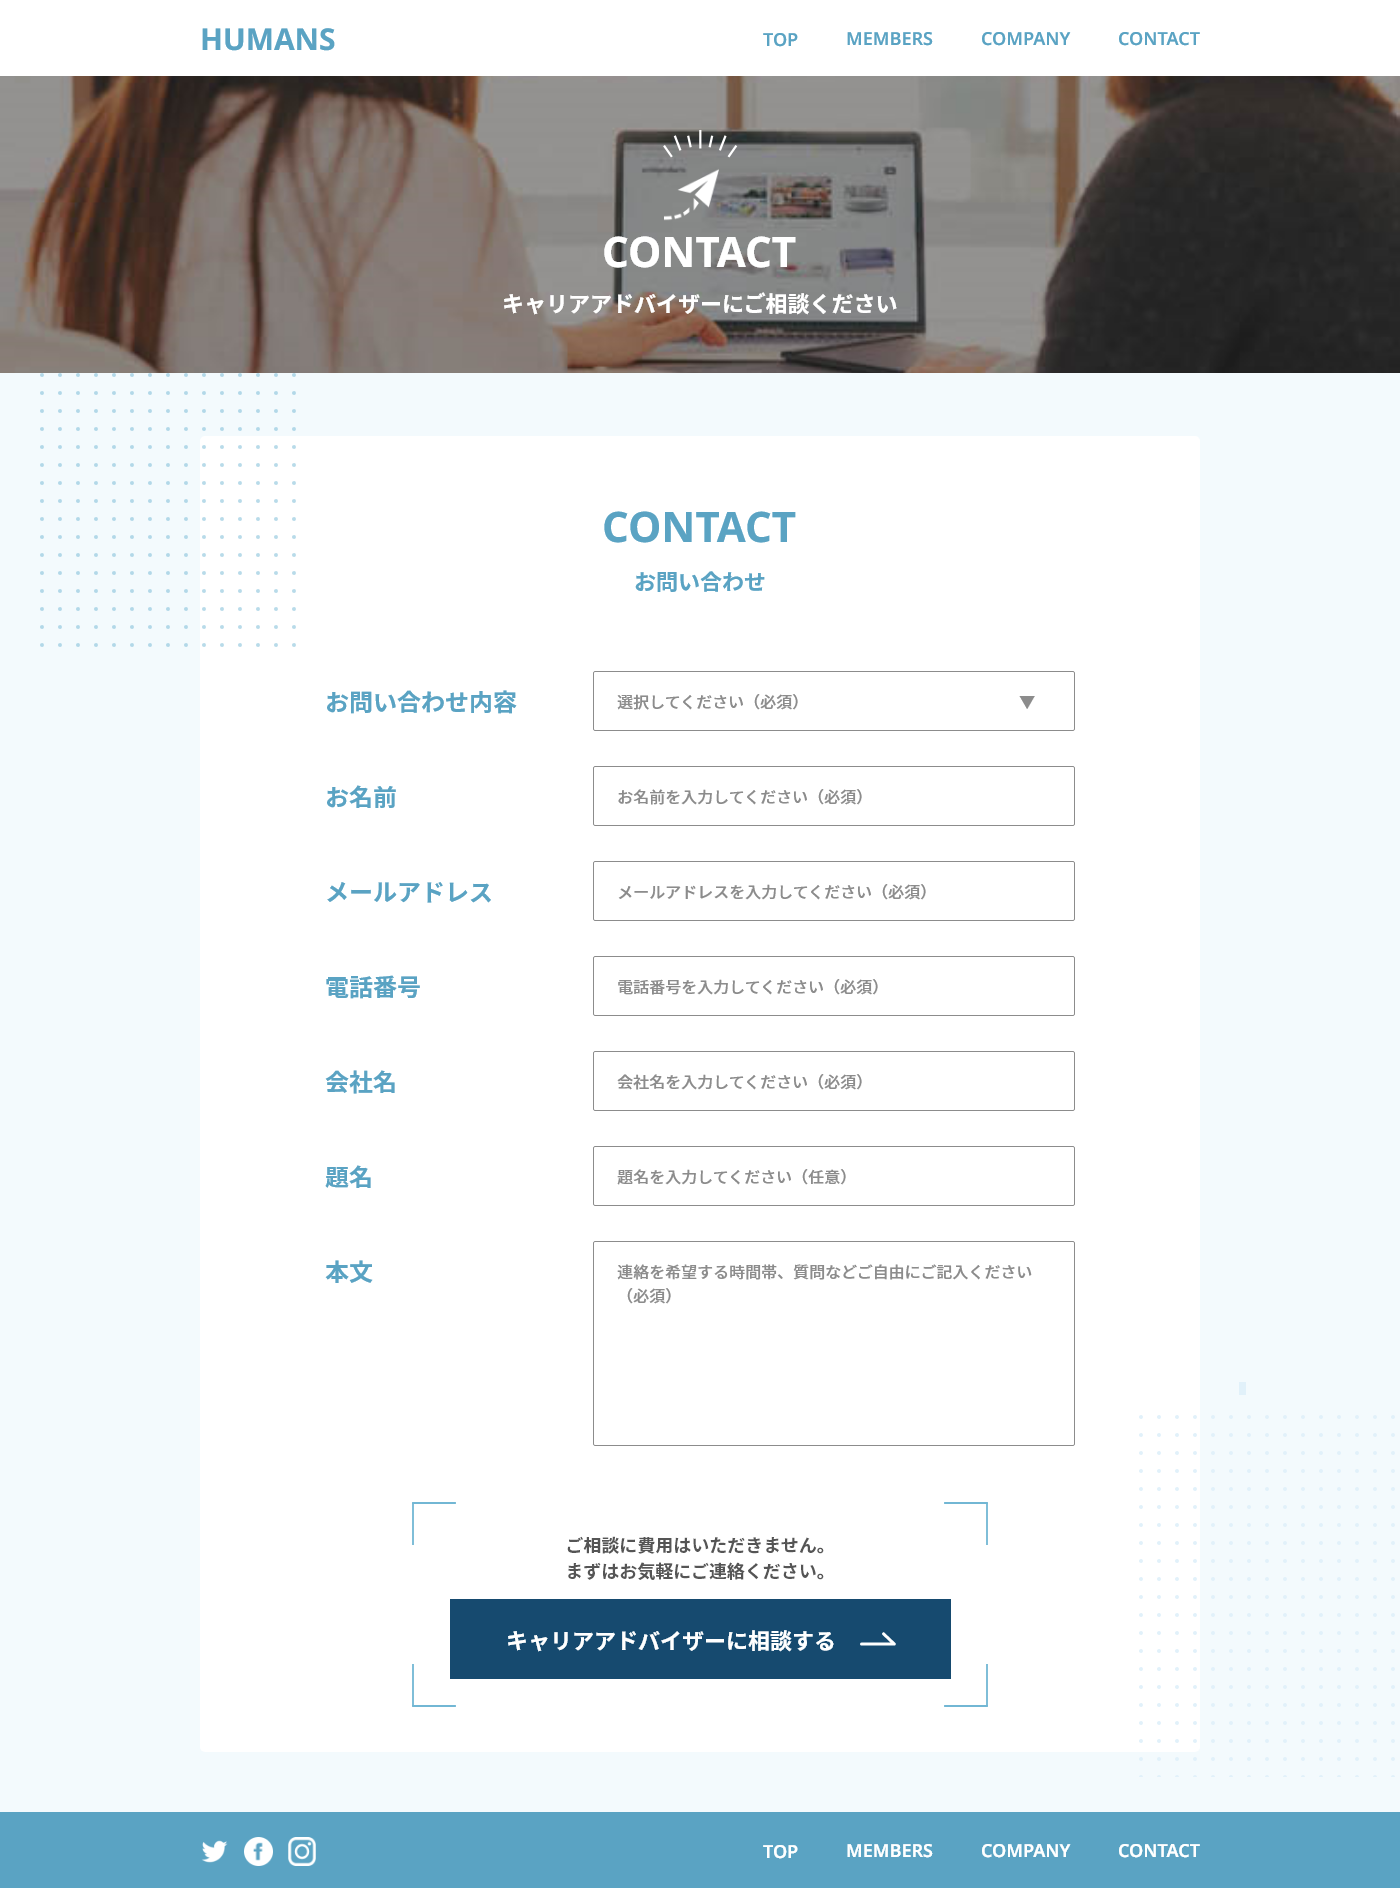 HUMANS
TOP MEMBERS COMPANY CONTACT
CONTACT
キャリアアドバイザーにご相談ください
CONTACT
お問い合わせ
お問い合わせ内容
選択してください（必須） ▼
お名前
お名前を入力してください（必須）
メールアドレス
メールアドレスを入力してください（必須）
電話番号
電話番号を入力してください（必須）
会社名
会社名を入力してください（必須）
題名
題名を入力してください（任意）
本文
連絡を希望する時間帯、質問などご自由にご記入ください
（必須）
ご相談に費用はいただきません。
まずはお気軽にご連絡ください。
キャリアアドバイザーに相談する
TOP MEMBERS COMPANY CONTACT